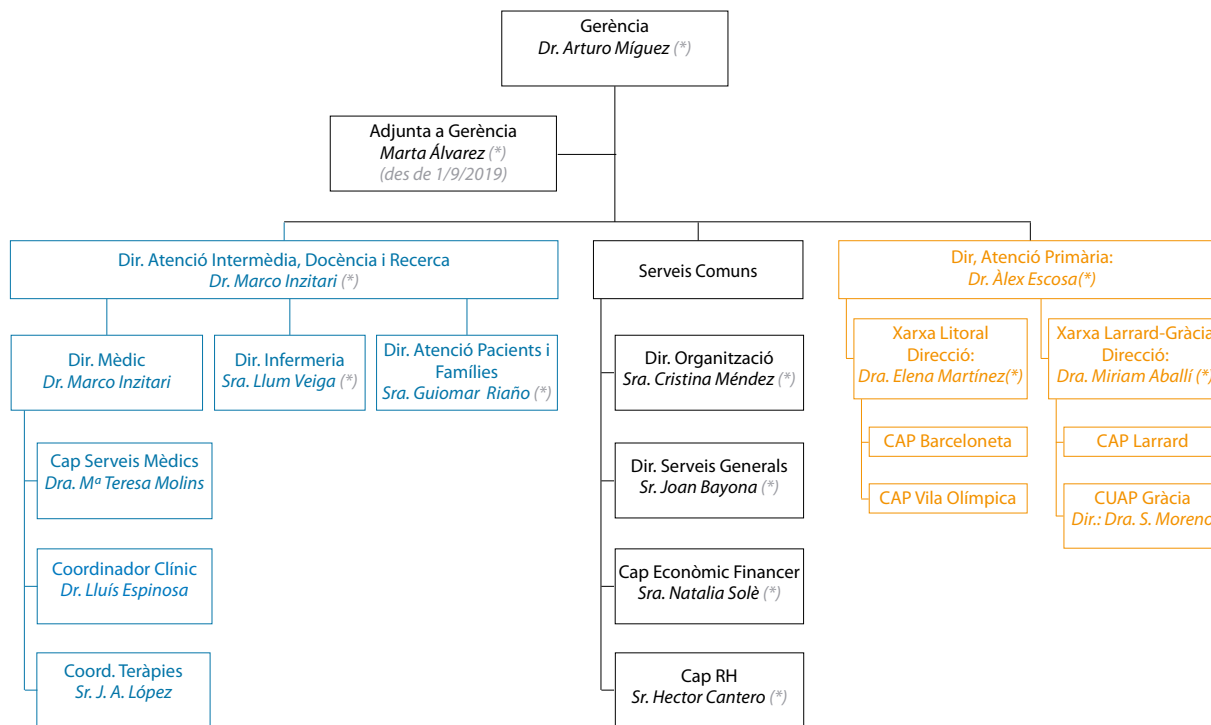 Gerència
Dr. Arturo Míguez (*)
Adjunta a Gerència
Marta Álvarez (*)
(des de 1/9/2019)
Dir. Atenció Intermèdia, Docència i Recerca
Dr. Marco Inzitari (*)
Dir. Mèdic
Dr. Marco Inzitari
Dir. Infermeria
Sra. Llum Veiga (*)
Dir. Atenció Pacients i
Famílies
Sra. Guiomar Riaño (*)
Cap Serveis Mèdics
Dra. Mª Teresa Molins
Coordinador Clínic
Dr. Lluís Espinosa
Coord. Teràpies
Sr. J. A. López
Serveis Comuns
Dir. Organització
Sra. Cristina Méndez (*)
Dir. Serveis Generals
Sr. Joan Bayona (*)
Cap Econòmic Financer
Sra. Natalia Solè (*)
Cap RH
Sr. Hector Cantero (*)
Dir, Atenció Primària:
Dr. Àlex Escosa(*)
Xarxa Litoral
Direcció:
Dra. Elena Martínez(*)
CAP Barceloneta
CAP Vila Olímpica
Xarxa Larrard-Gràcia
Direcció:
Dra. Miriam Aballí (*)
CAP Larrard
CUAP Gràcia
Dir.: Dra. S. Moreno